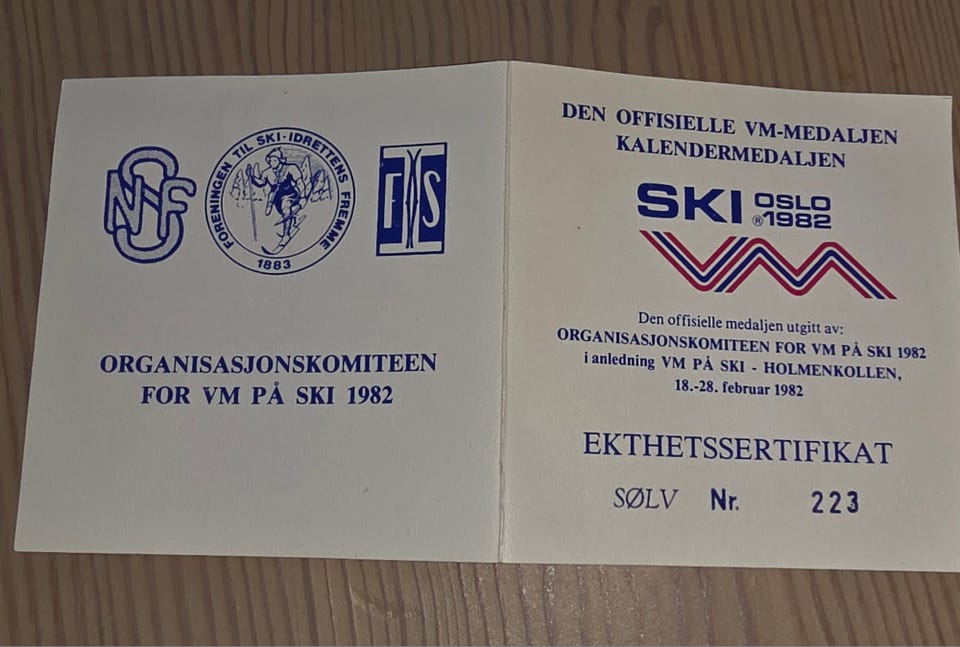 NSF
FORENINGEN TIL SKI-IDRETTENS FREMME
1883
FIS
ORGANISASJONSKOMITEEN
FOR VM PÅ SKI 1982
DEN OFFISIELLE VM-MEDALJEN
KALENDERMEDALJEN
SKI OSLO
® 1982
VM
Den offisielle medaljen utgitt av:
ORGANISASJONSKOMITEEN FOR VM PÅ SKI 1982
i anledning VM PÅ SKI - HOLMENKOLLEN,
18.-28. februar 1982
EKTHETSSERTIFIKAT
SØLV Nr. 223